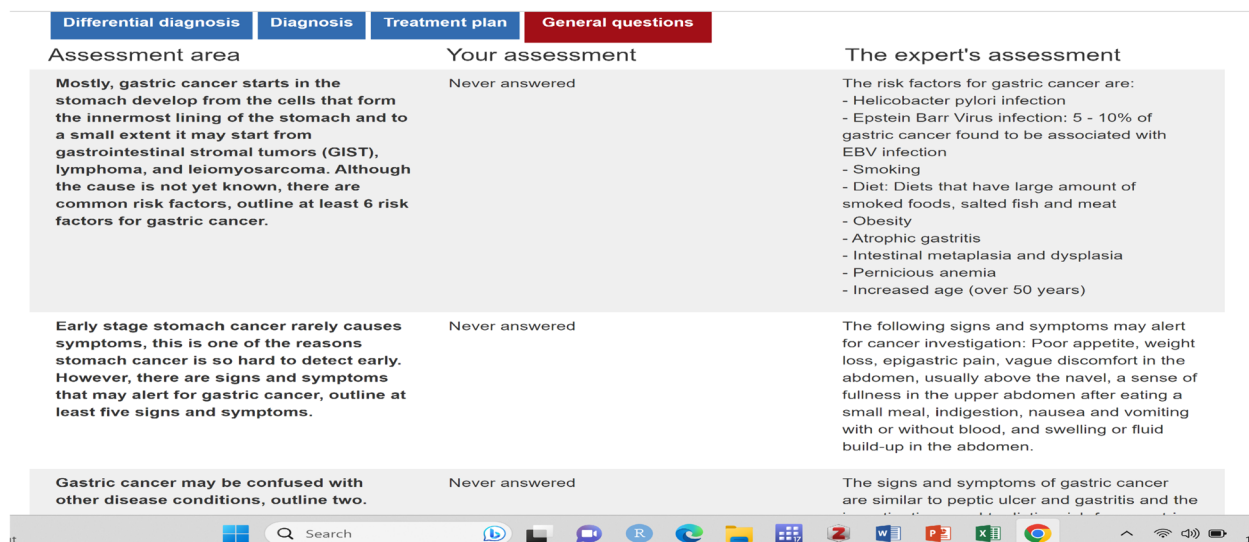 Differential diagnosis
Diagnosis
Treatment plan
General questions
Assessment area
Your assessment
The expert's assessment
Mostly, gastric cancer starts in the
stomach develop from the cells that form
the innermost lining of the stomach and to
a small extent it may start from
gastrointestinal stromal tumors (GIST),
lymphoma, and leiomyosarcoma. Although
the cause is not yet known, there are
common risk factors, outline at least 6 risk
factors for gastric cancer.
Never answered
The risk factors for gastric cancer are:
- Helicobacter pylori infection
- Epstein Barr Virus infection: 5 - 10% of
gastric cancer found to be associated with
EBV infection
- Smoking
- Diet: Diets that have large amount of
smoked foods, salted fish and meat
- Obesity
- Atrophic gastritis
- Intestinal metaplasia and dysplasia
- Pernicious anemia
- Increased age (over 50 years)
Early stage stomach cancer rarely causes
symptoms, this is one of the reasons
stomach cancer is so hard to detect early.
However, there are signs and symptoms
that may alert for gastric cancer, outline at
least five signs and symptoms.
Never answered
The following signs and symptoms may alert
for cancer investigation: Poor appetite, weight
loss, epigastric pain, vague discomfort in the
abdomen, usually above the navel, a sense of
fullness in the upper abdomen after eating a
small meal, indigestion, nausea and vomiting
with or without blood, and swelling or fluid
build-up in the abdomen.
Gastric cancer may be confused with
other disease conditions, outline two.
Never answered
The signs and symptoms of gastric cancer
are similar to peptic ulcer and gastritis and the
Search